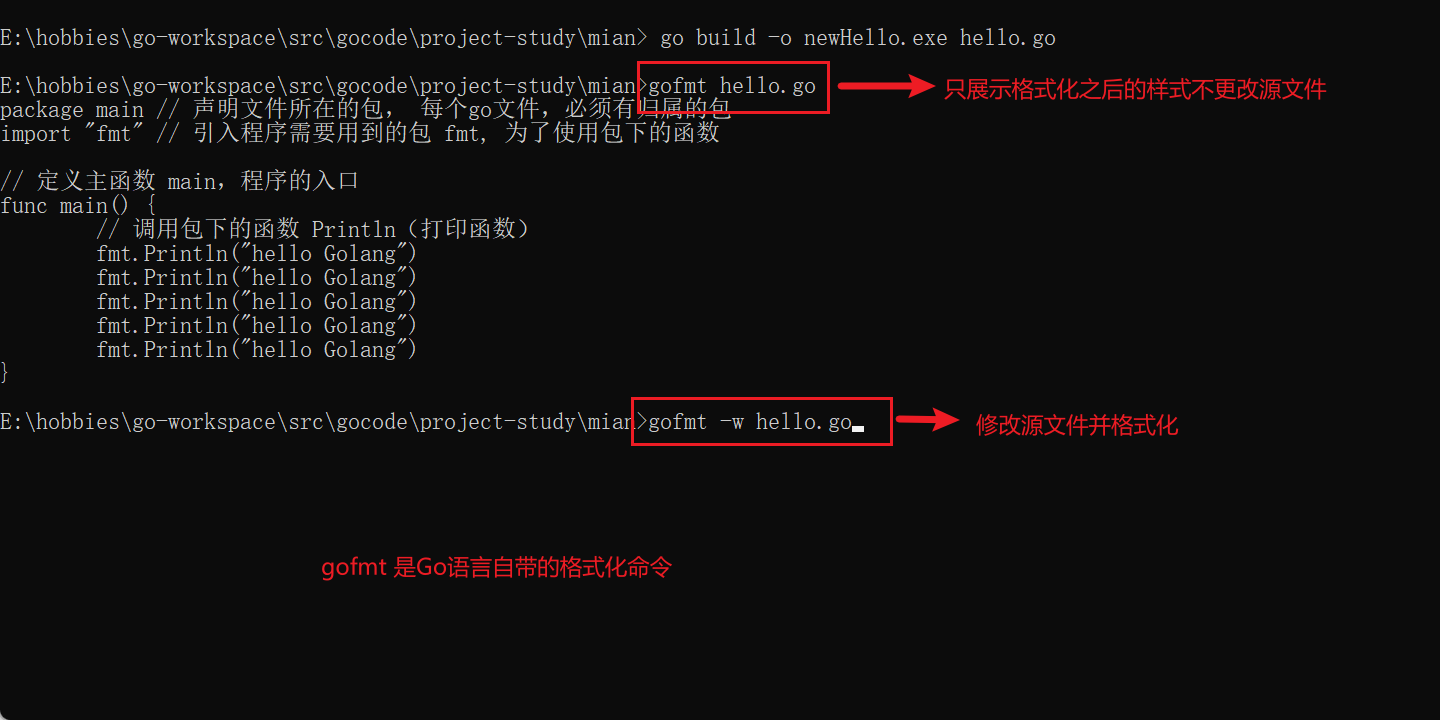 E:\hobbies\go-workspace\src\gocode\project-study\mian> go build -o newHello.exe hello.go
E:\hobbies\go-workspace\src\gocode\project-study\mian>gofmt hello.go
只展示格式化之后的样式不更改源文件
package main // 声明文件所在的包， 每个go文件，必须有归属的包
import "fmt" // 引入程序需要用到的包 fmt, 为了使用包下的函数
// 定义主函数 main，程序的入口
func main() {
// 调用包下的函数 Println（打印函数）
fmt.Println("hello Golang")
fmt.Println("hello Golang")
fmt.Println("hello Golang")
fmt.Println("hello Golang")
fmt.Println("hello Golang")
}
E:\hobbies\go-workspace\src\gocode\project-study\mian>gofmt -w hello.go
修改源文件并格式化
gofmt 是Go语言自带的格式化命令